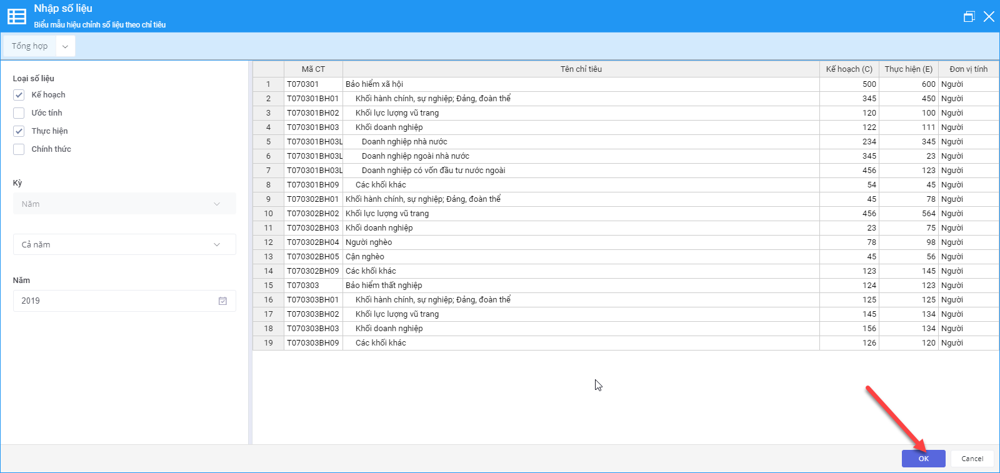 Nhập số liệu
Biểu mẫu hiệu chỉnh số liệu theo chỉ tiêu
Tổng hợp
Loại số liệu
Kế hoạch
Ước tính
Thực hiện
Chính thức
Kỳ
Năm
Cả năm
Năm
2019
Mã CT Tên chỉ tiêu Kế hoạch (C) Thực hiện (E) Đơn vị tính
1 T070301 Bảo hiểm xã hội 500 600 Người
2 T070301BH01 Khối hành chính, sự nghiệp; Đảng, đoàn thể 345 450 Người
3 T070301BH02 Khối lực lượng vũ trang 120 100 Người
4 T070301BH03 Khối doanh nghiệp 122 111 Người
5 T070301BH03L Doanh nghiệp nhà nước 234 345 Người
6 T070301BH03L Doanh nghiệp ngoài nhà nước 345 23 Người
7 T070301BH03L Doanh nghiệp có vốn đầu tư nước ngoài 456 123 Người
8 T070301BH09 Các khối khác 54 45 Người
9 T070302BH01 Khối hành chính, sự nghiệp; Đảng, đoàn thể 45 78 Người
10 T070302BH02 Khối lực lượng vũ trang 456 564 Người
11 T070302BH03 Khối doanh nghiệp 23 75 Người
12 T070302BH04 Người nghèo 78 98 Người
13 T070302BH05 Cận nghèo 45 56 Người
14 T070302BH09 Các khối khác 123 145 Người
15 T070303 Bảo hiểm thất nghiệp 124 123 Người
16 T070303BH01 Khối hành chính, sự nghiệp; Đảng, đoàn thể 125 125 Người
17 T070303BH02 Khối lực lượng vũ trang 145 134 Người
18 T070303BH03 Khối doanh nghiệp 156 134 Người
19 T070303BH09 Các khối khác 126 120 Người
OK Cancel